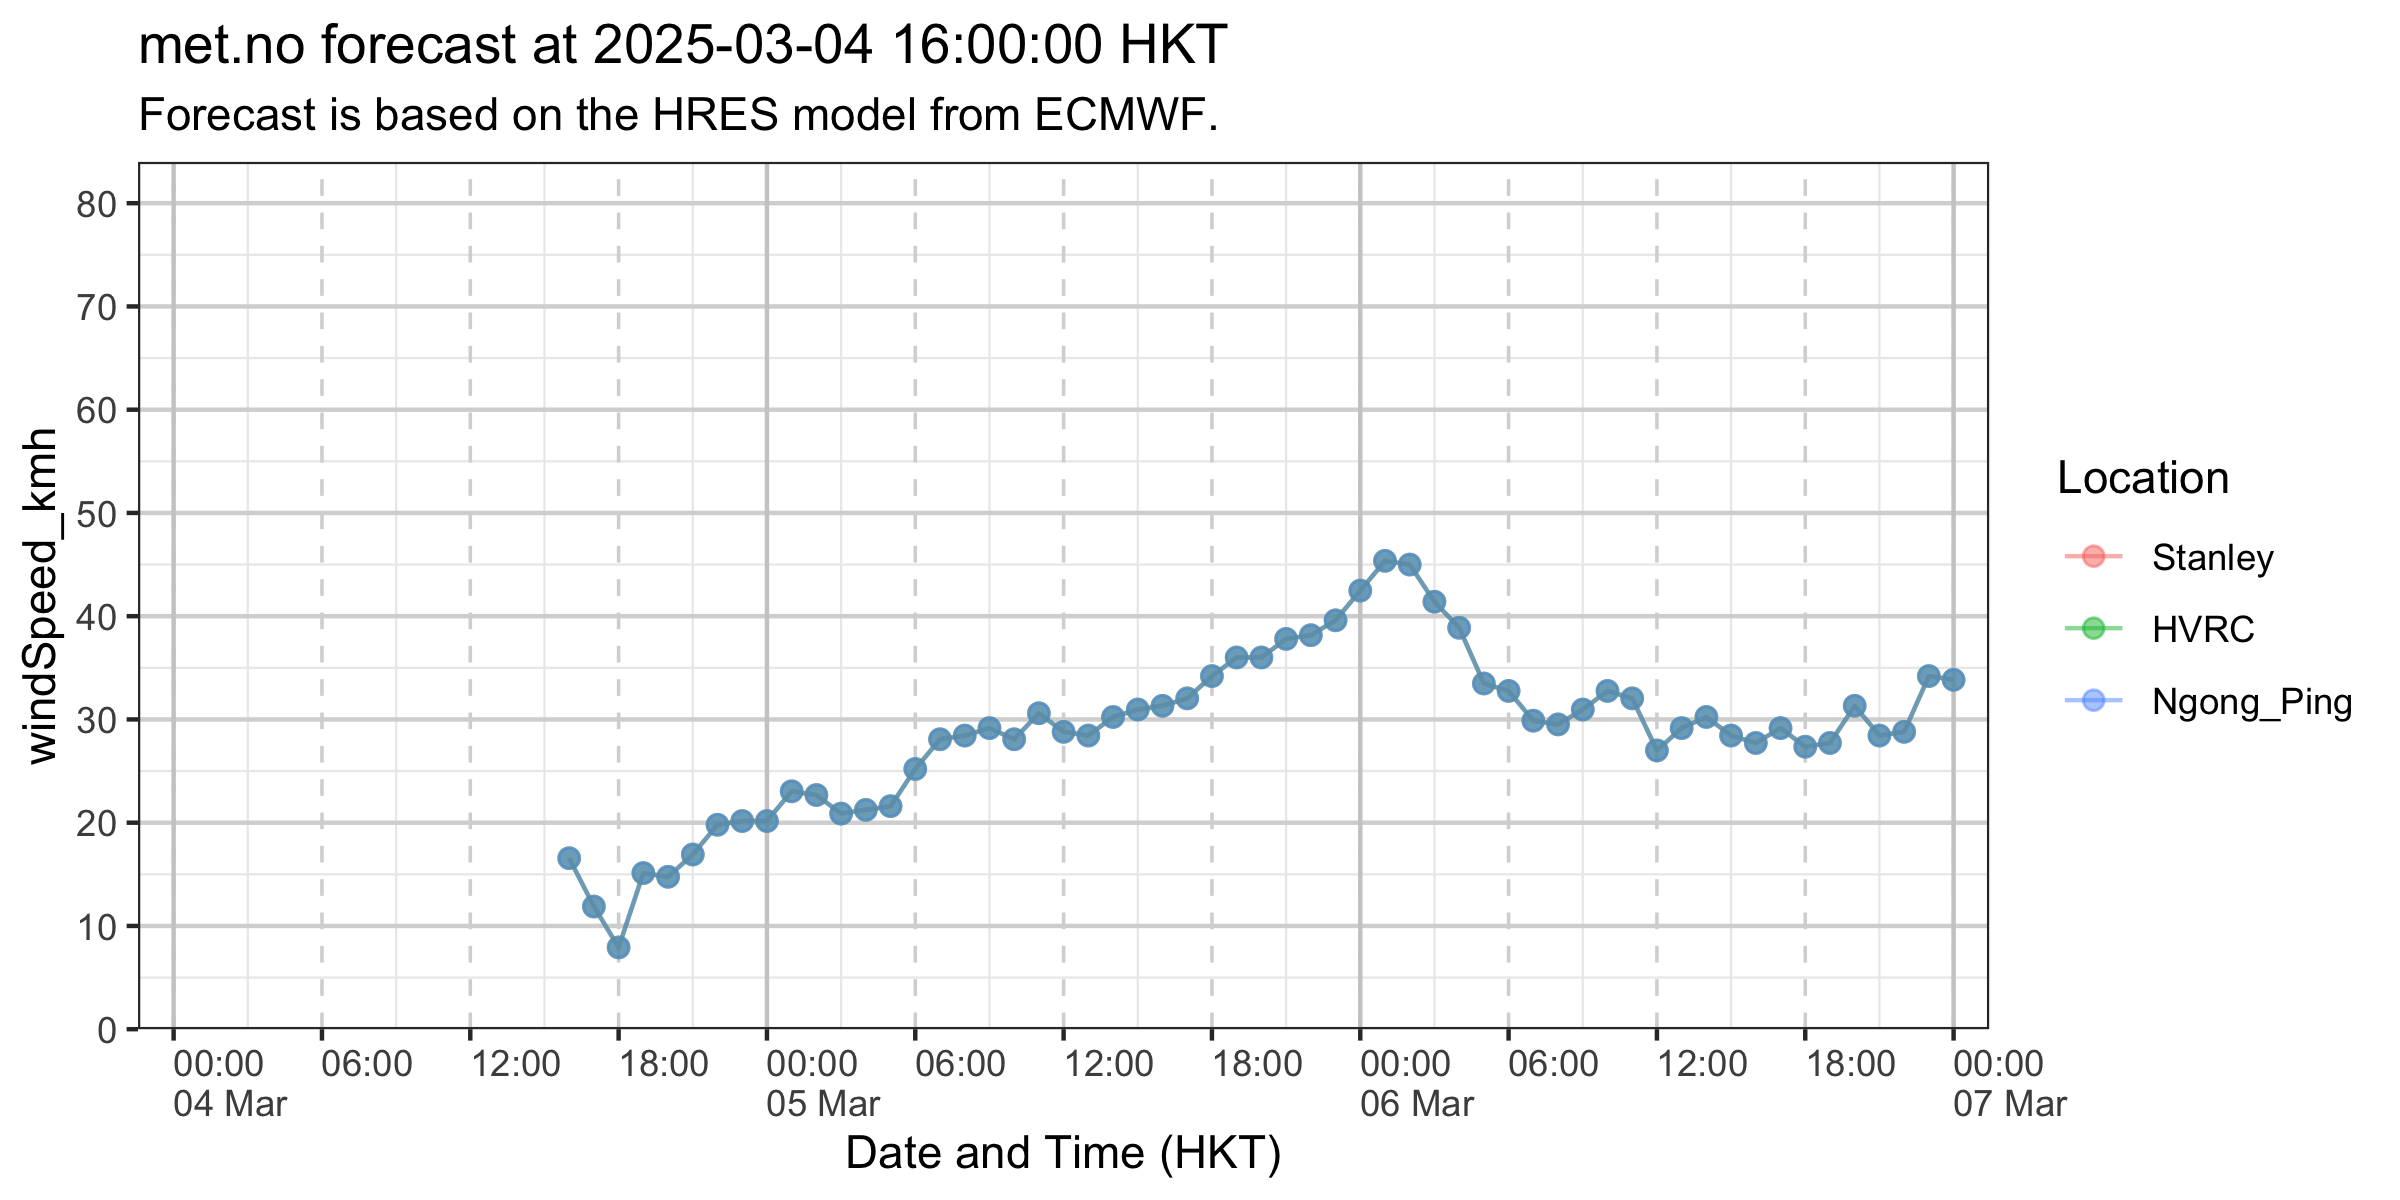 met.no forecast at 2025-03-04 16:00:00 HKT
Forecast is based on the HRES model from ECMWF.
windSpeed_kmh
80
70
60
50
40
30
20
10
0
00:00 06:00 12:00 18:00 00:00 06:00 12:00 18:00 00:00 06:00 12:00 18:00 00:00
04 Mar 05 Mar 06 Mar 07 Mar
Date and Time (HKT)
Location
Stanley
HVRC
Ngong_Ping